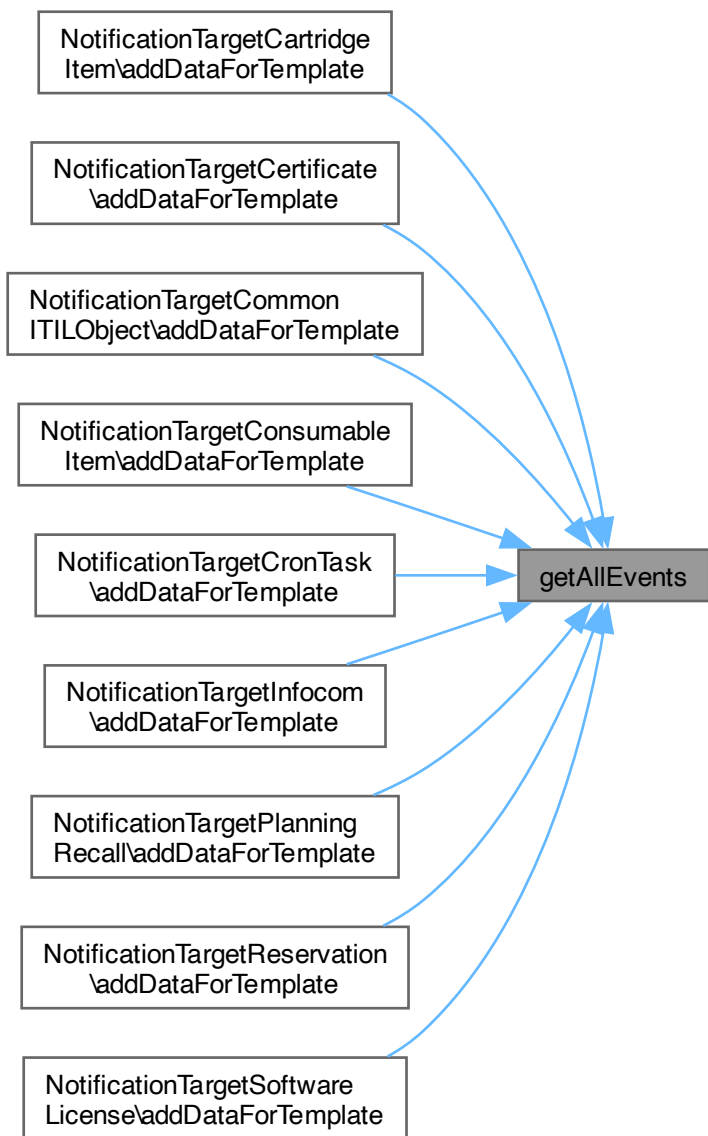 NotificationTargetCartridge
Item\addDataForTemplate
NotificationTargetCertificate
\addDataForTemplate
NotificationTargetCommon
ITILObject\addDataForTemplate
NotificationTargetConsumable
Item\addDataForTemplate
NotificationTargetCronTask
\addDataForTemplate
getAllEvents
NotificationTargetInfocom
\addDataForTemplate
NotificationTargetPlanning
Recall\addDataForTemplate
NotificationTargetReservation
\addDataForTemplate
NotificationTargetSoftware
License\addDataForTemplate